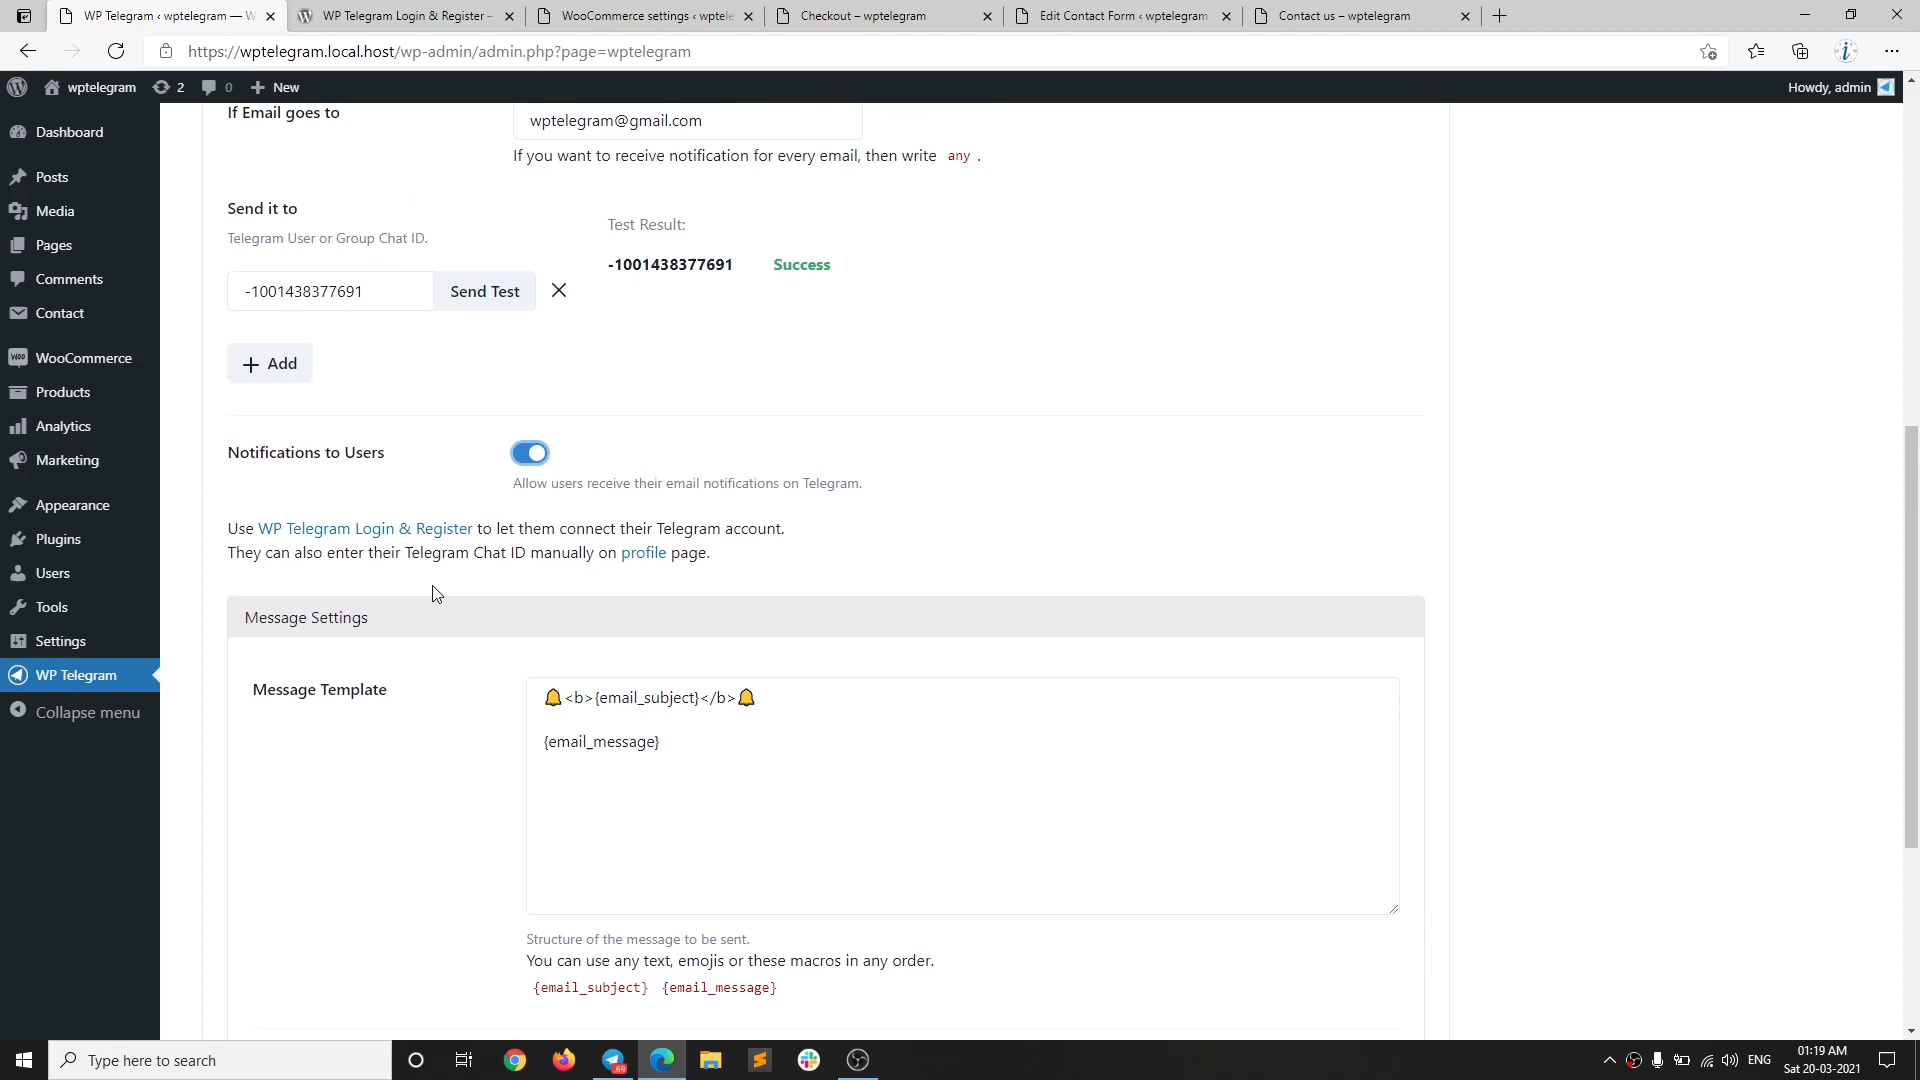 WP Telegram ‹ wptelegram — W
WP Telegram Login & Register –
WooCommerce settings ‹ wptele
Checkout – wptelegram
Edit Contact Form ‹ wptelegram
Contact us – wptelegram
https://wptelegram.local.host/wp-admin/admin.php?page=wptelegram
wptelegram
2
0
New
Howdy, admin
Dashboard
Posts
Media
Pages
Comments
Contact
WooCommerce
Products
Analytics
Marketing
Appearance
Plugins
Users
Tools
Settings
WP Telegram
Collapse menu
If Email goes to
wptelegram@gmail.com
If you want to receive notification for every email, then write any .
Send it to
Telegram User or Group Chat ID.
-1001438377691
Send Test
Test Result:
-1001438377691 Success
Add
Notifications to Users
Allow users receive their email notifications on Telegram.
Use WP Telegram Login & Register to let them connect their Telegram account.
They can also enter their Telegram Chat ID manually on profile page.
Message Settings
Message Template
🔔<b>{email_subject}</b>🔔
{email_message}
Structure of the message to be sent.
You can use any text, emojis or these macros in any order.
{email_subject} {email_message}
Type here to search
69
ENG
01:19 AM
Sat 20-03-2021